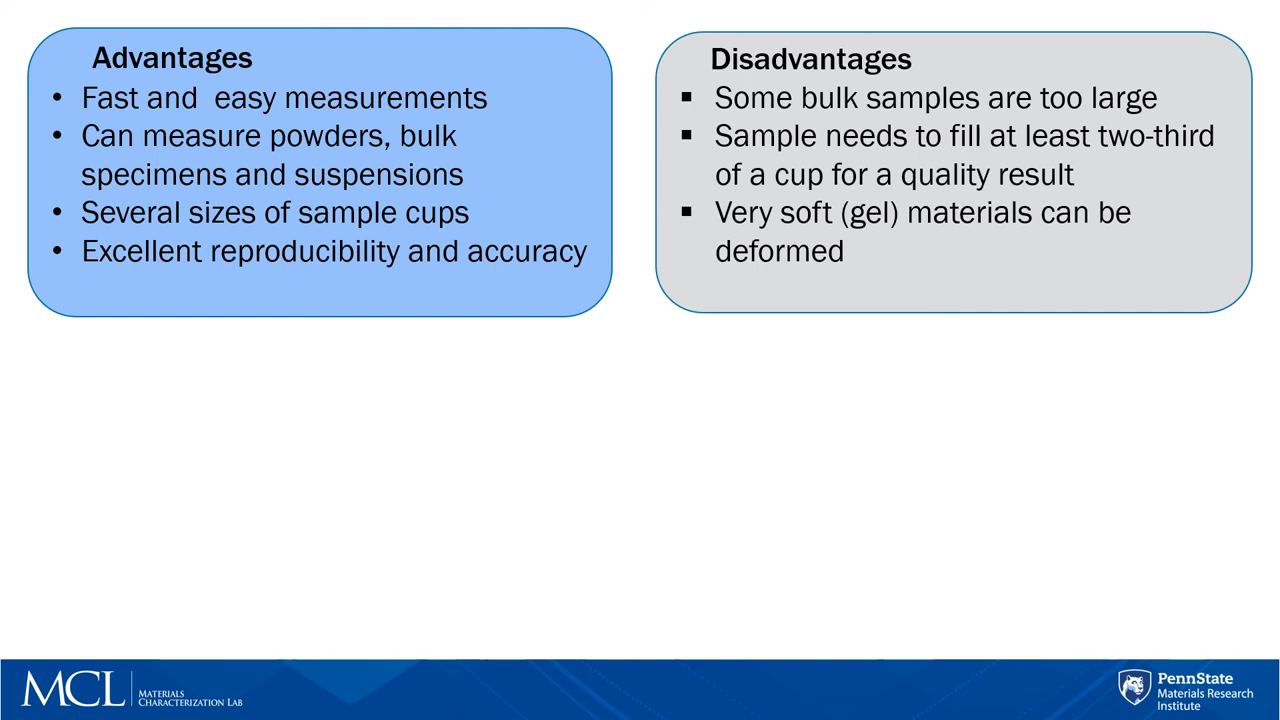 Advantages
• Fast and  easy measurements
• Can measure powders, bulk
specimens and suspensions
• Several sizes of sample cups
• Excellent reproducibility and accuracy
Disadvantages
▪ Some bulk samples are too large
▪ Sample needs to fill at least two-third
of a cup for a quality result
▪ Very soft (gel) materials can be
deformed
MCL
MATERIALS
CHARACTERIZATION LAB
PennState
Materials Research
Institute